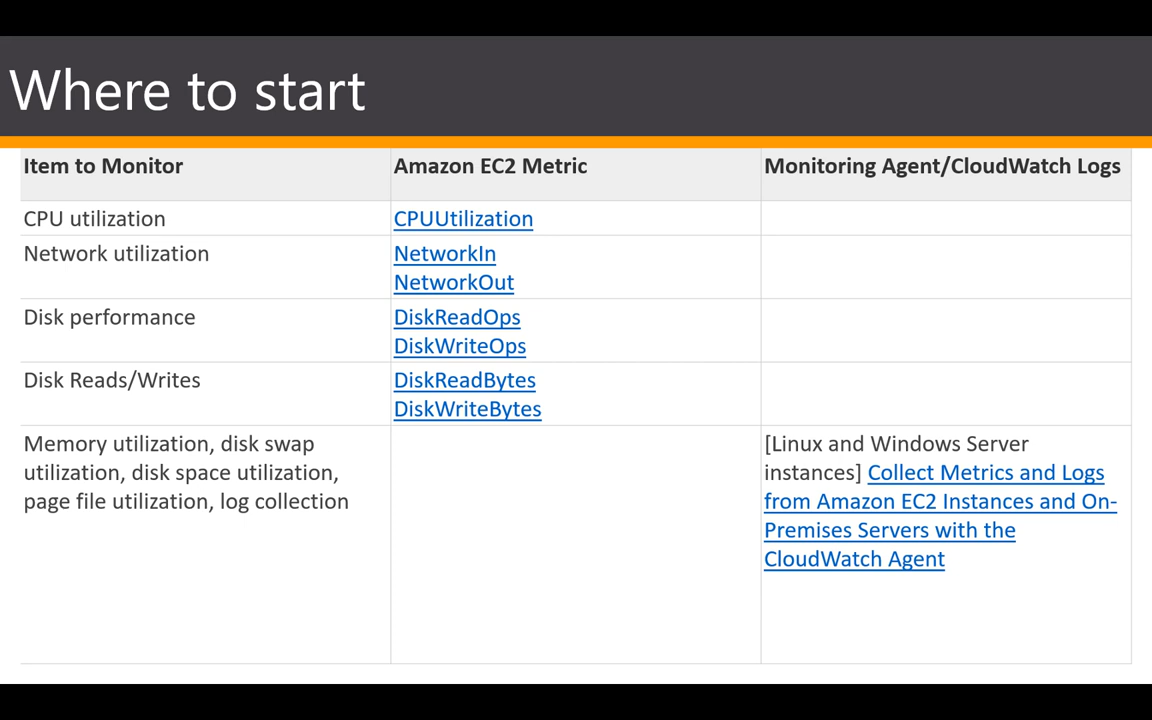 Where to start
Item to Monitor
Amazon EC2 Metric
Monitoring Agent/CloudWatch Logs
CPU utilization
CPUUtilization
Network utilization
NetworkIn
NetworkOut
Disk performance
DiskReadOps
DiskWriteOps
Disk Reads/Writes
DiskReadBytes
DiskWriteBytes
Memory utilization, disk swap
utilization, disk space utilization,
page file utilization, log collection
[Linux and Windows Server
instances] Collect Metrics and Logs
from Amazon EC2 Instances and On-
Premises Servers with the
CloudWatch Agent